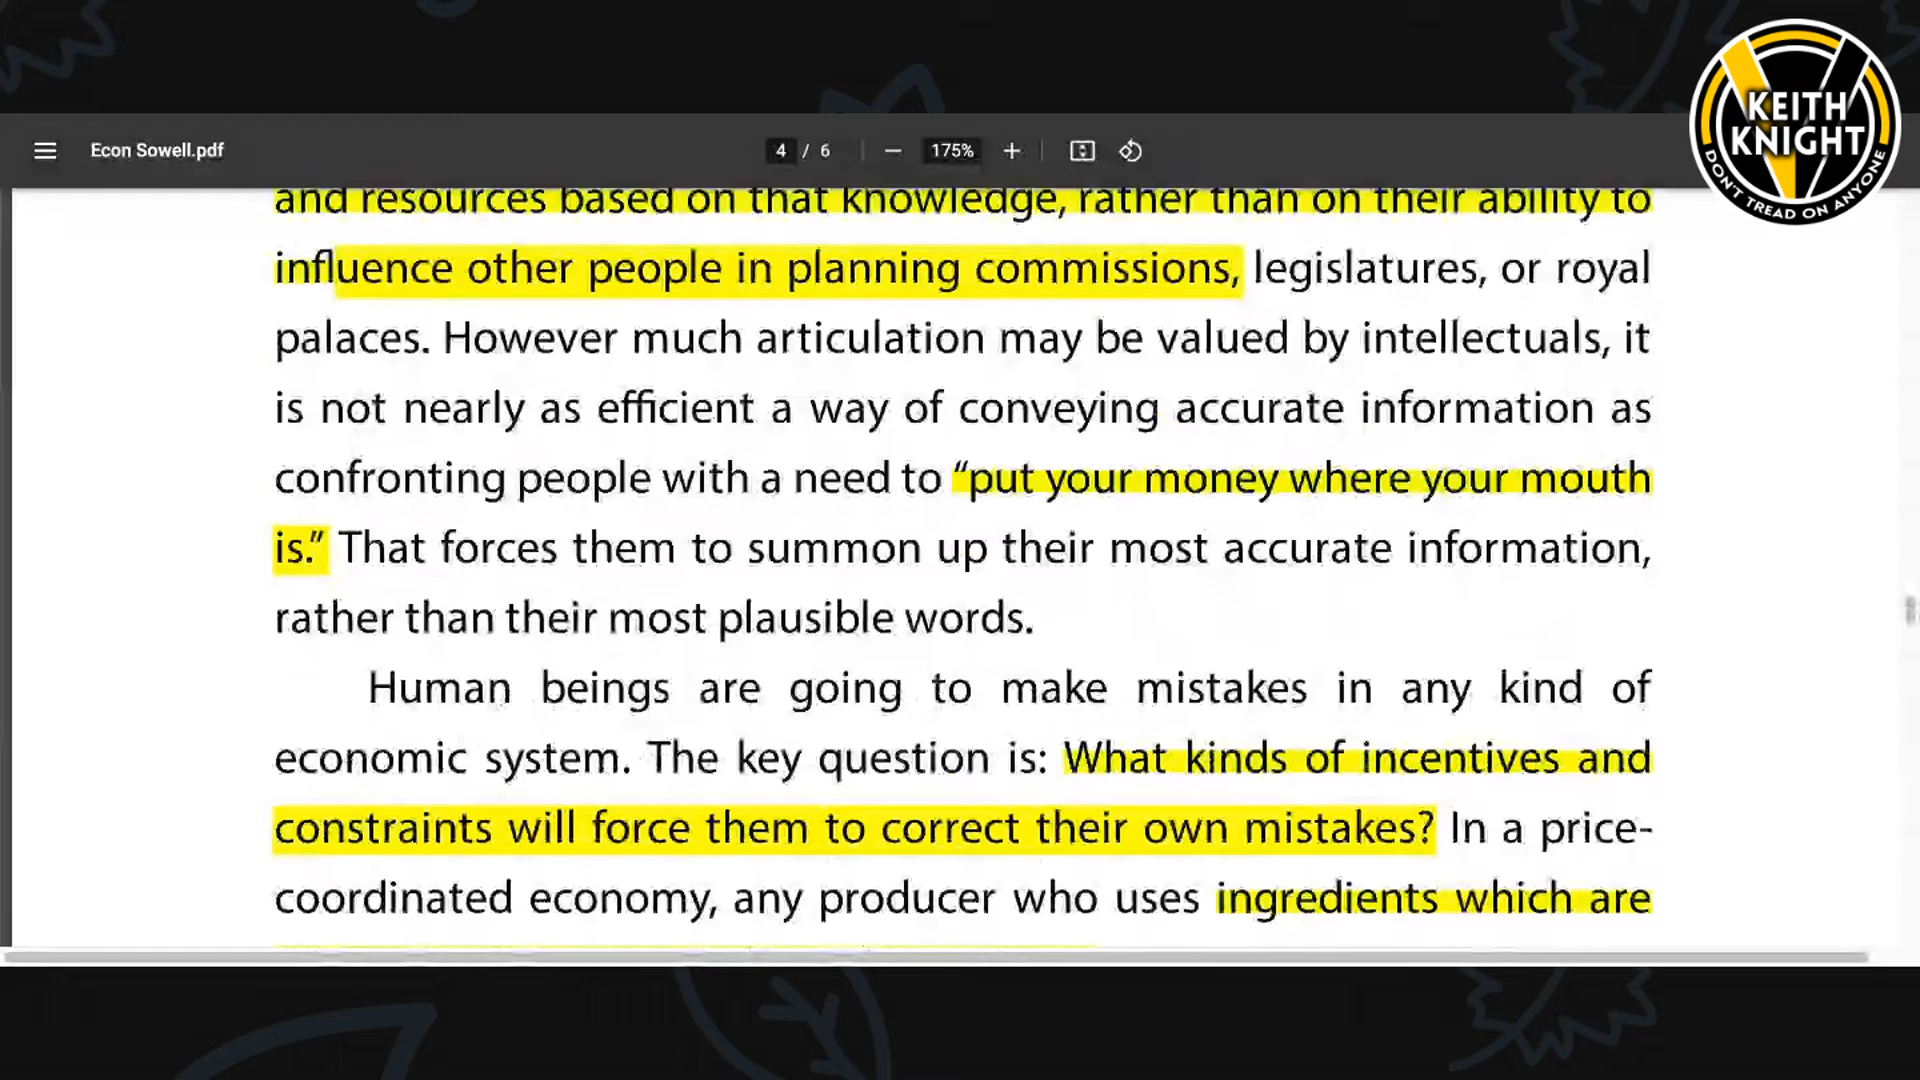 KEITH
KNIGHT
DON'T TREAD ON ANYONE
Econ Sowell.pdf
4 / 6
175%
and resources based on that knowledge, rather than on their ability to
influence other people in planning commissions, legislatures, or royal
palaces. However much articulation may be valued by intellectuals, it
is not nearly as efficient a way of conveying accurate information as
confronting people with a need to “put your money where your mouth
is.” That forces them to summon up their most accurate information,
rather than their most plausible words.
Human beings are going to make mistakes in any kind of
economic system. The key question is: What kinds of incentives and
constraints will force them to correct their own mistakes? In a price-
coordinated economy, any producer who uses ingredients which are